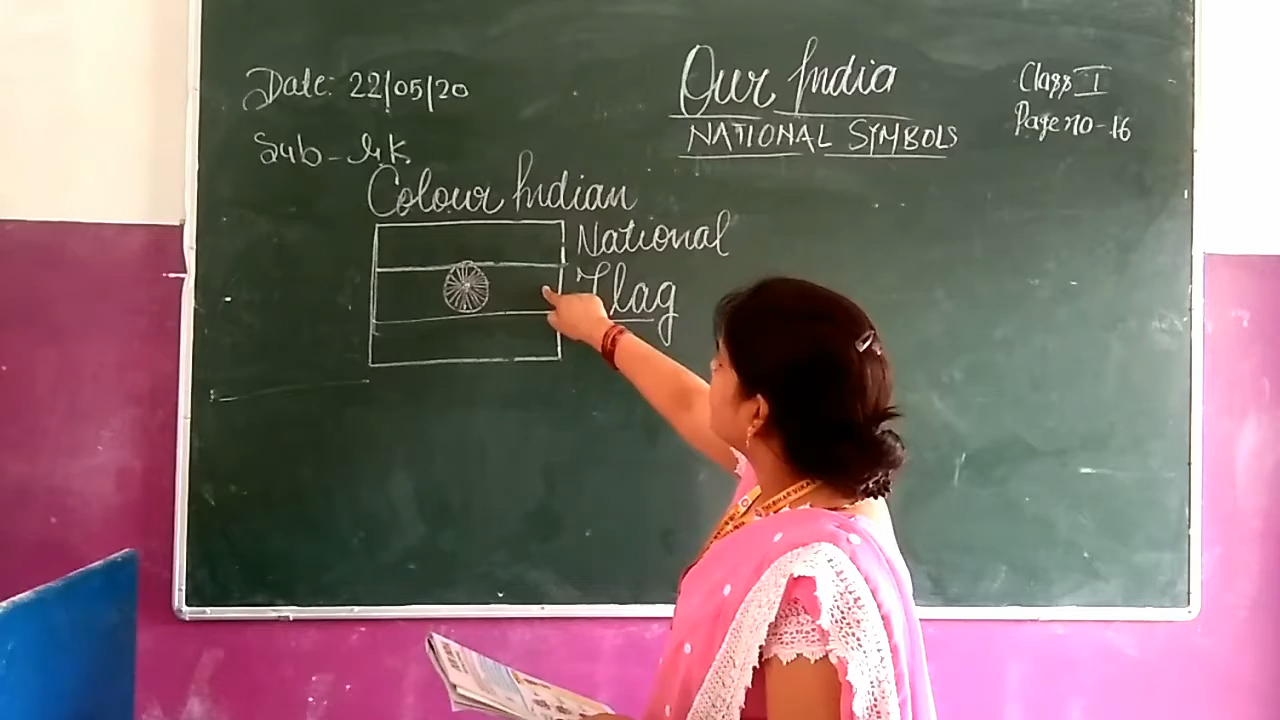 Date: 22/05/20
Our India
Class I
NATIONAL SYMBOLS
Page no-16
Sub-G.K
Colour Indian
National
Flag